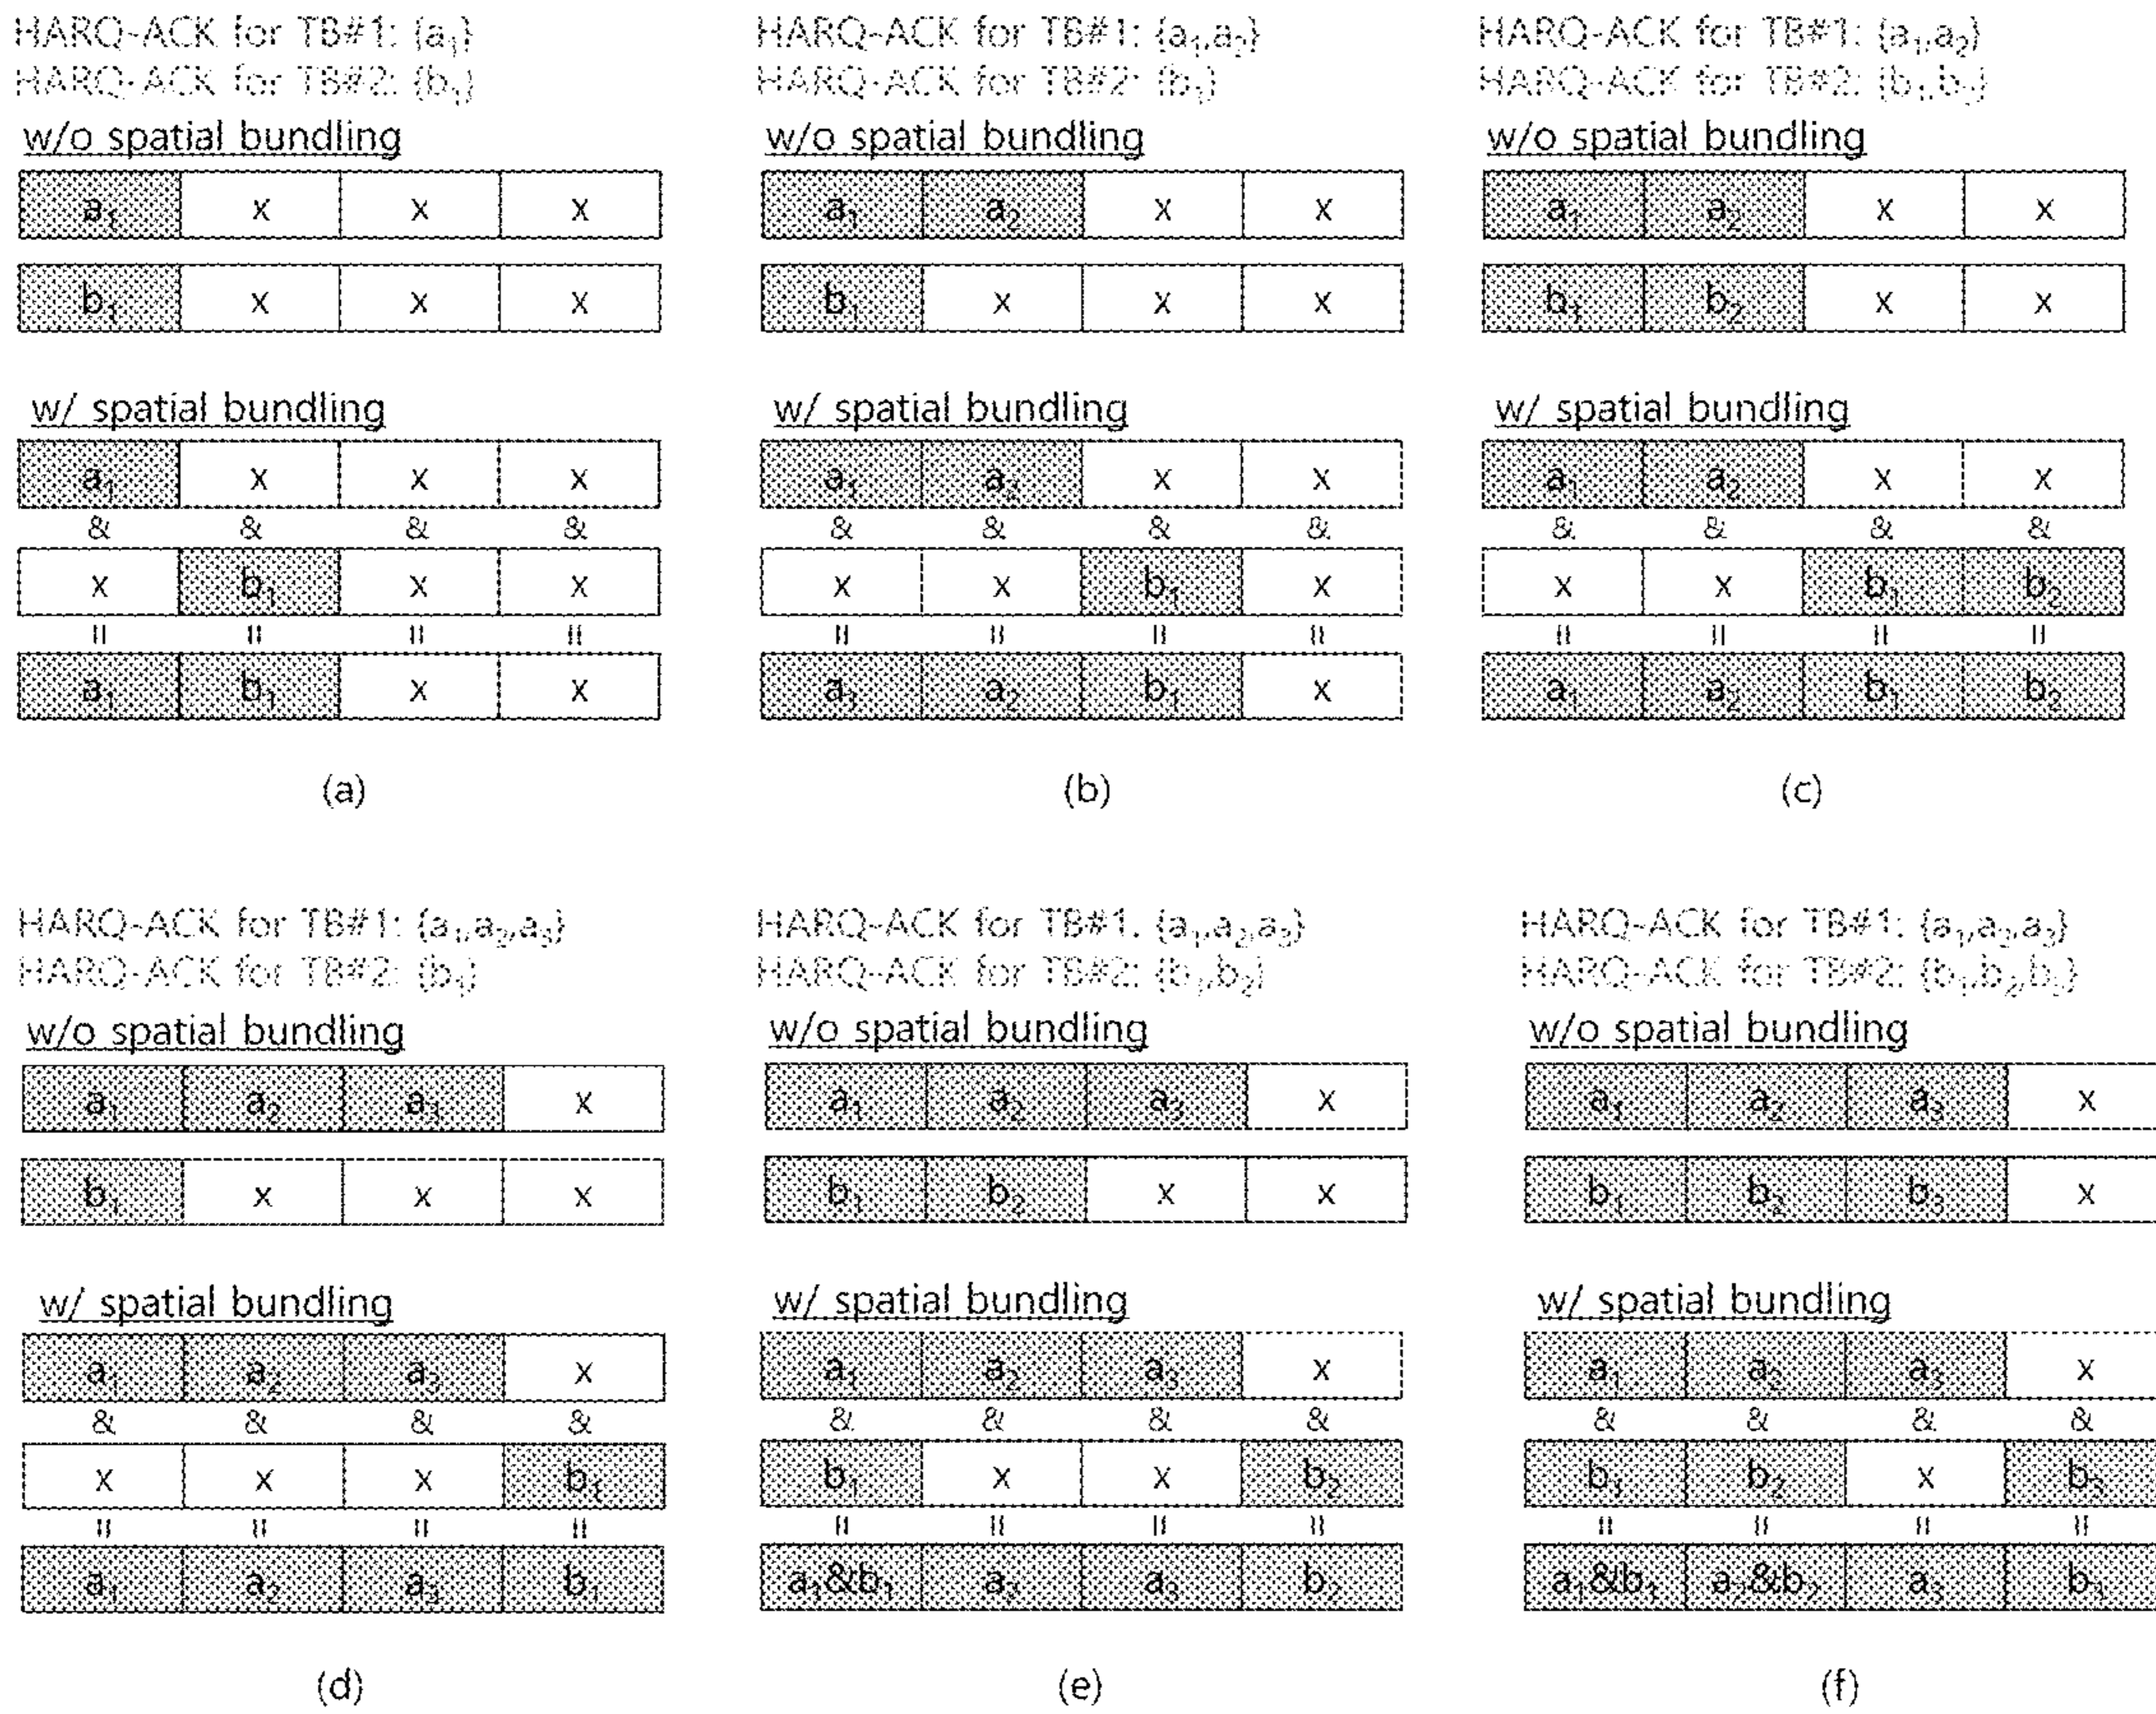 HARQ-ACK for TB#1: {a₁}
HARQ-ACK for TB#2: {b₁}
w/o spatial bundling
a₁ x x x
b₁ x x x
w/ spatial bundling
a₁ x x x
& & & &
x b₁ x x
= = = =
a₁ b₁ x x
(a)
HARQ-ACK for TB#1: {a₁,a₂}
HARQ-ACK for TB#2: {b₁}
w/o spatial bundling
a₁ a₂ x x
b₁ x x x
w/ spatial bundling
a₁ a₂ x x
& & & &
x x b₁ x
= = = =
a₁ a₂ b₁ x
(b)
HARQ-ACK for TB#1: {a₁,a₂}
HARQ-ACK for TB#2: {b₁,b₂}
w/o spatial bundling
a₁ a₂ x x
b₁ b₂ x x
w/ spatial bundling
a₁ a₂ x x
& & & &
x x b₁ b₂
= = = =
a₁ a₂ b₁ b₂
(c)
HARQ-ACK for TB#1: {a₁,a₂,a₃}
HARQ-ACK for TB#2: {b₁}
w/o spatial bundling
a₁ a₂ a₃ x
b₁ x x x
w/ spatial bundling
a₁ a₂ a₃ x
& & & &
x x x b₁
= = = =
a₁ a₂ a₃ b₁
(d)
HARQ-ACK for TB#1: {a₁,a₂,a₃}
HARQ-ACK for TB#2: {b₁,b₂}
w/o spatial bundling
a₁ a₂ a₃ x
b₁ b₂ x x
w/ spatial bundling
a₁ a₂ a₃ x
& & & &
b₁ x x b₂
= = = =
a₁&b₁ a₂ a₃ b₂
(e)
HARQ-ACK for TB#1: {a₁,a₂,a₃}
HARQ-ACK for TB#2: {b₁,b₂,b₃}
w/o spatial bundling
a₁ a₂ a₃ x
b₁ b₂ b₃ x
w/ spatial bundling
a₁ a₂ a₃ x
& & & &
b₁ b₂ x b₃
= = = =
a₁&b₁ a₂&b₂ a₃ b₃
(f)